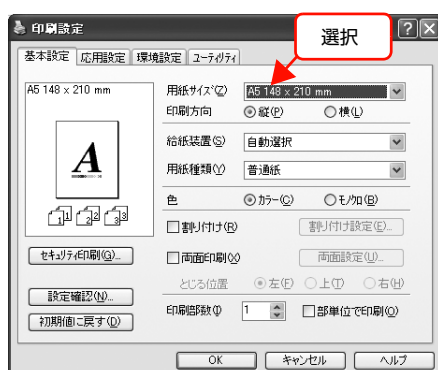 印刷設定
選択
基本設定 応用設定 環境設定 ユーティリティ
A5 148 x 210 mm
用紙サイズ(Z) A5 148 x 210 mm
印刷方向 縦(P) 横(L)
給紙装置(S) 自動選択
用紙種類(Y) 普通紙
A
色 カラー(C) モノクロ(B)
1 2 3
割り付け(R) 割り付け設定(E)...
セキュリティ印刷(G)...
両面印刷(X) 両面設定(U)...
とじる位置 左(F) 上(T) 右(H)
設定確認(N)...
印刷部数(I) 1 部単位で印刷(O)
初期値に戻す(D)
OK キャンセル ヘルプ